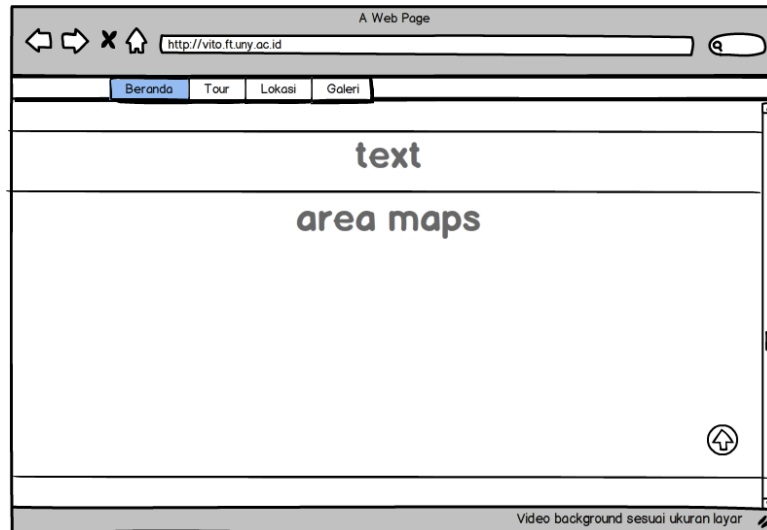 A Web Page
http://vito.ft.uny.ac.id
Beranda Tour Lokasi Galeri
text
area maps
Video background sesuai ukuran layar